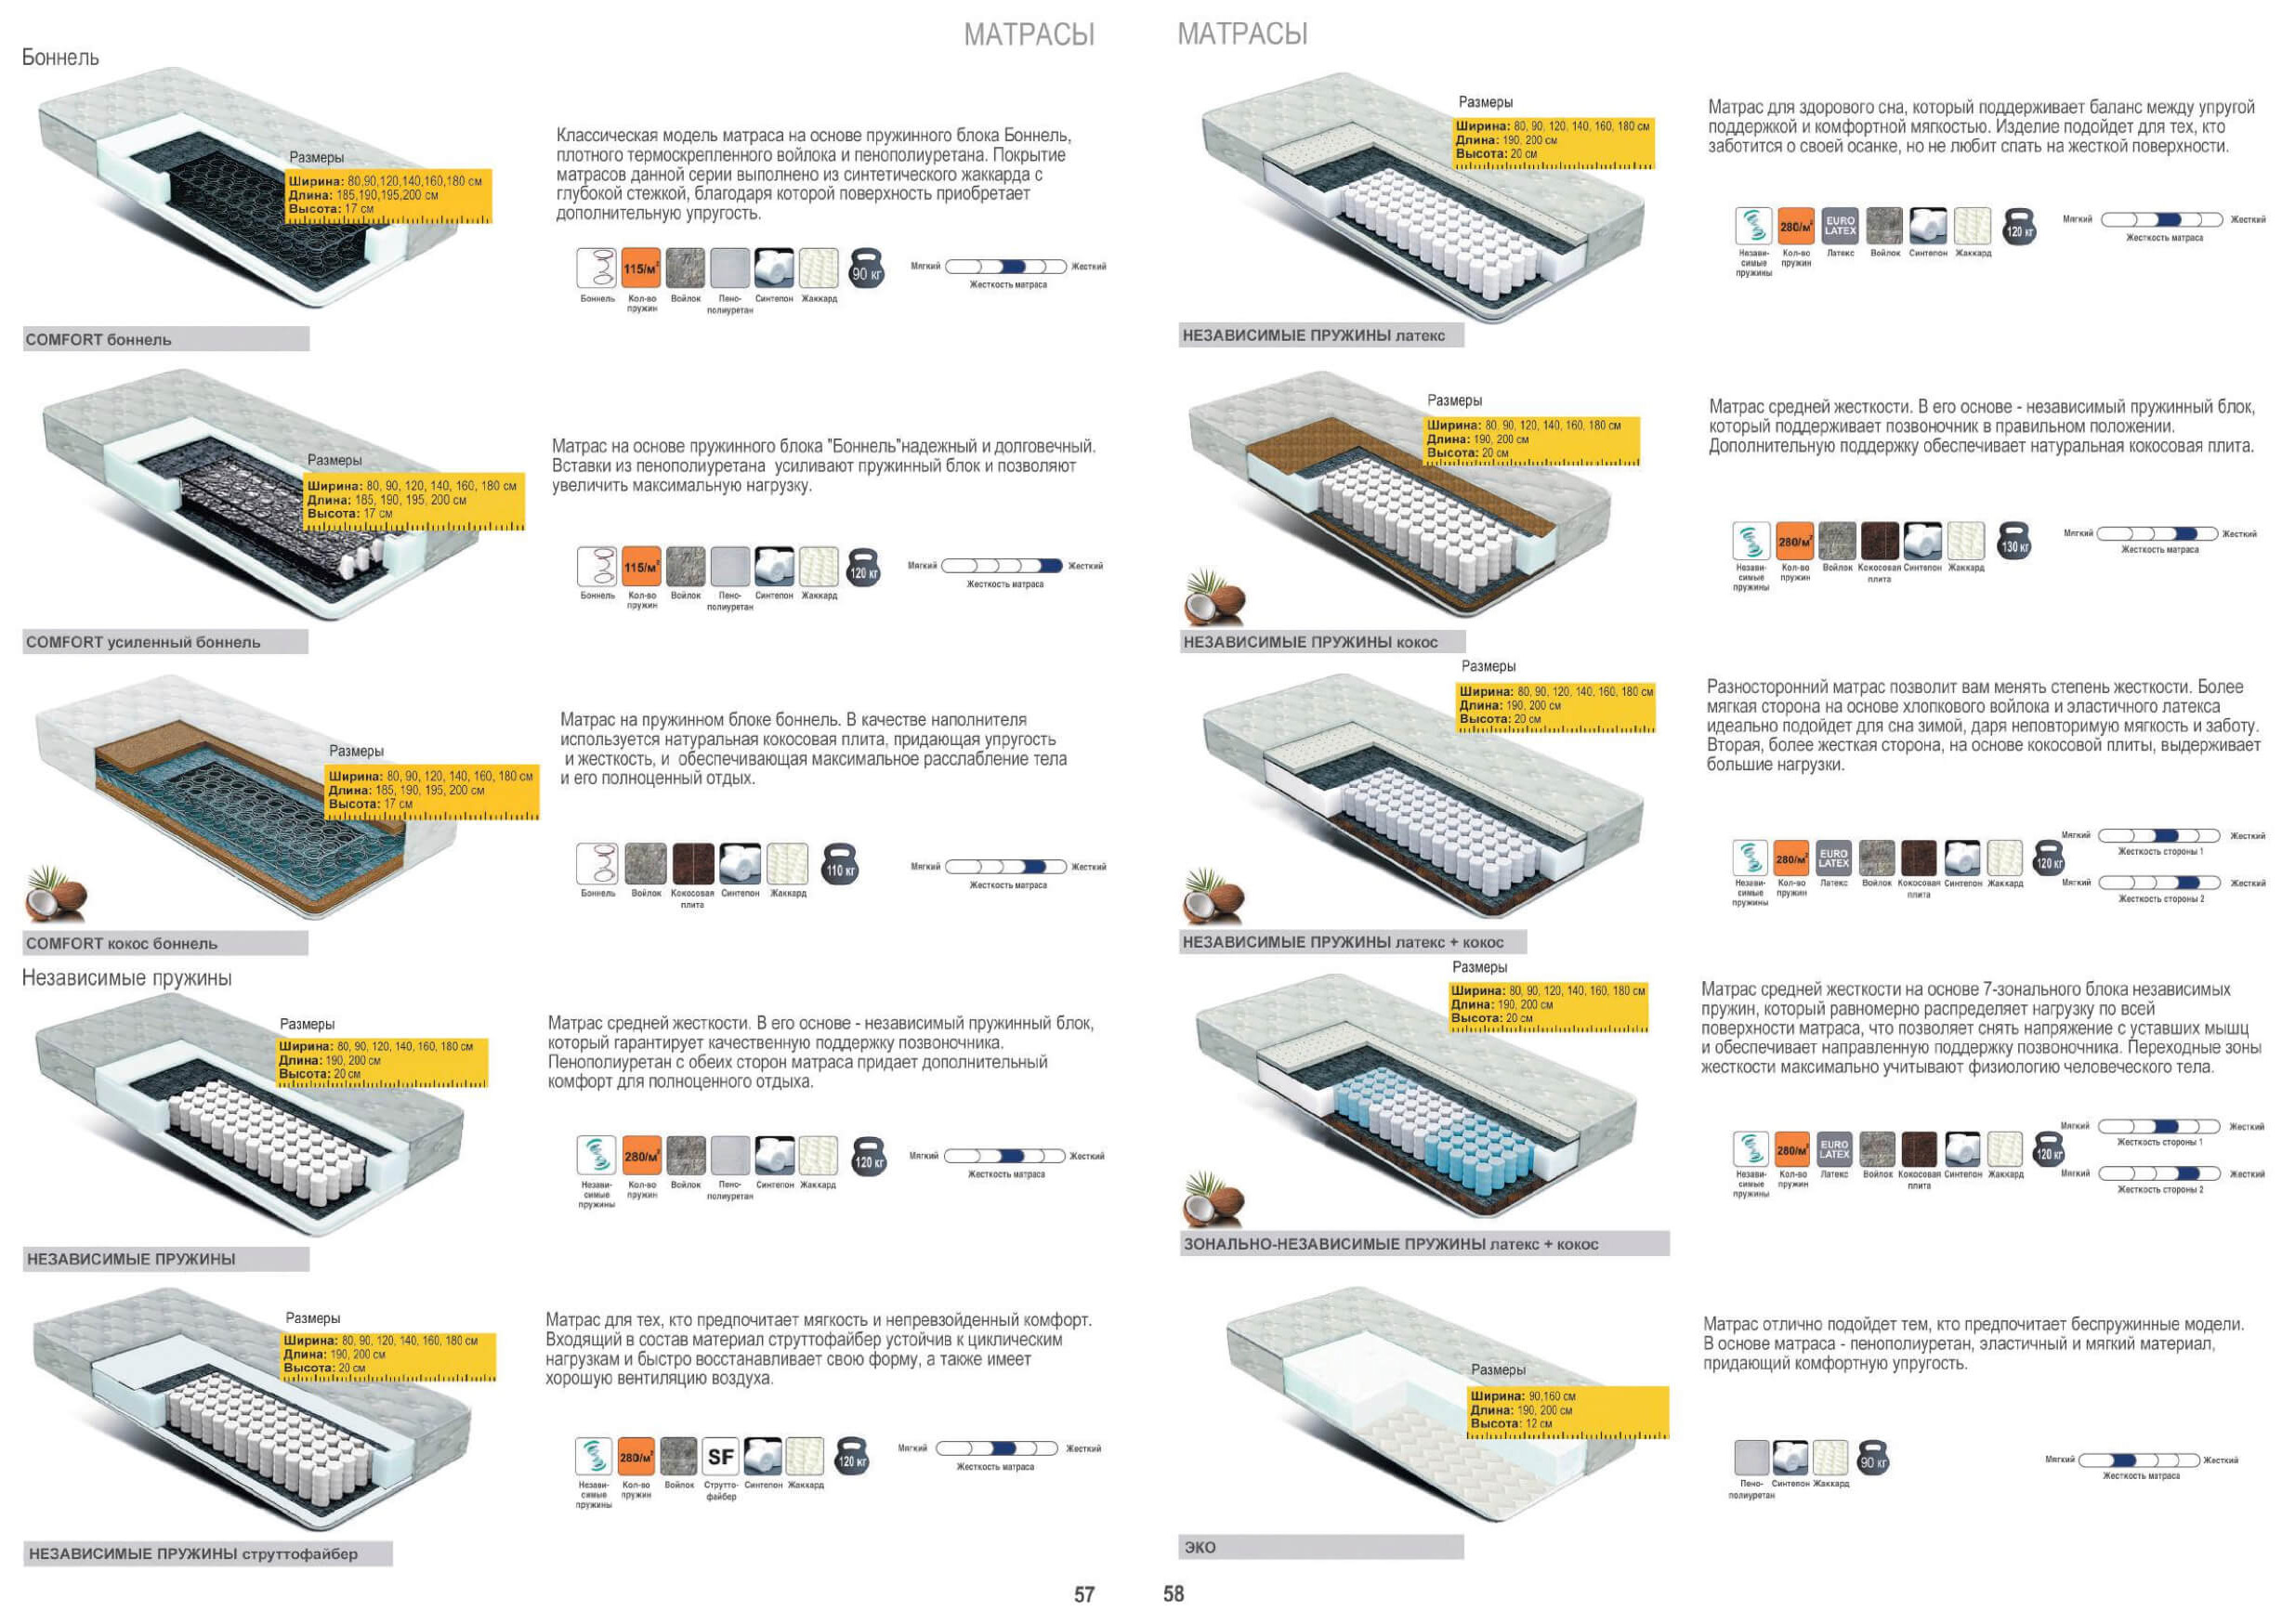 МАТРАСЫ
Боннель
Размеры
Ширина: 80,90,120,140,160,180 см
Длина: 185,190,195,200 см
Высота: 17 см
Классическая модель матраса на основе пружинного блока Боннель,
плотного термоскрепленного войлока и пенополиуретана. Покрытие
матрасов данной серии выполнено из синтетического жаккарда с
глубокой стежкой, благодаря которой поверхность приобретает
дополнительную упругость.
115/м²
90 кг
Боннель Кол-во пружин Войлок Пено-полиуретан Синтепон Жаккард
Мягкий Жесткий
Жесткость матраса
COMFORT боннель
Размеры
Ширина: 80, 90, 120, 140, 160, 180 см
Длина: 185, 190, 195, 200 см
Высота: 17 см
Матрас на основе пружинного блока "Боннель"надежный и долговечный.
Вставки из пенополиуретана усиливают пружинный блок и позволяют
увеличить максимальную нагрузку.
115/м²
120 кг
Боннель Кол-во пружин Войлок Пено-полиуретан Синтепон Жаккард
Мягкий Жесткий
Жесткость матраса
COMFORT усиленный боннель
Размеры
Ширина: 80, 90, 120, 140, 160, 180 см
Длина: 185, 190, 195, 200 см
Высота: 17 см
Матрас на пружинном блоке боннель. В качестве наполнителя
используется натуральная кокосовая плита, придающая упругость
и жесткость, и обеспечивающая максимальное расслабление тела
и его полноценный отдых.
110 кг
Боннель Войлок Кокосовая плита Синтепон Жаккард
Мягкий Жесткий
Жесткость матраса
COMFORT кокос боннель
Независимые пружины
Размеры
Ширина: 80, 90, 120, 140, 160, 180 см
Длина: 190, 200 см
Высота: 20 см
Матрас средней жесткости. В его основе - независимый пружинный блок,
который гарантирует качественную поддержку позвоночника.
Пенополиуретан с обеих сторон матраса придает дополнительный
комфорт для полноценного отдыха.
280/м²
120 кг
Незави-симые пружины Кол-во пружин Войлок Пено-полиуретан Синтепон Жаккард
Мягкий Жесткий
Жесткость матраса
НЕЗАВИСИМЫЕ ПРУЖИНЫ
Размеры
Ширина: 80, 90, 120, 140, 160, 180 см
Длина: 190, 200 см
Высота: 20 см
Матрас для тех, кто предпочитает мягкость и непревзойденный комфорт.
Входящий в состав материал струттофайбер устойчив к циклическим
нагрузкам и быстро восстанавливает свою форму, а также имеет
хорошую вентиляцию воздуха.
280/м²
SF
120 кг
Незави-симые пружины Кол-во пружин Войлок Струтто-файбер Синтепон Жаккард
Мягкий Жесткий
Жесткость матраса
НЕЗАВИСИМЫЕ ПРУЖИНЫ струттофайбер
57
МАТРАСЫ
Размеры
Ширина: 80, 90, 120, 140, 160, 180 см
Длина: 190, 200 см
Высота: 20 см
Матрас для здорового сна, который поддерживает баланс между упругой
поддержкой и комфортной мягкостью. Изделие подойдет для тех, кто
заботится о своей осанке, но не любит спать на жесткой поверхности.
280/м²
EURO LATEX
120 кг
Незави-симые пружины Кол-во пружин Латекс Войлок Синтепон Жаккард
Мягкий Жесткий
Жесткость матраса
НЕЗАВИСИМЫЕ ПРУЖИНЫ латекс
Размеры
Ширина: 80, 90, 120, 140, 160, 180 см
Длина: 190, 200 см
Высота: 20 см
Матрас средней жесткости. В его основе - независимый пружинный блок,
который поддерживает позвоночник в правильном положении.
Дополнительную поддержку обеспечивает натуральная кокосовая плита.
280/м²
130 кг
Незави-симые пружины Кол-во пружин Войлок Кокосовая плита Синтепон Жаккард
Мягкий Жесткий
Жесткость матраса
НЕЗАВИСИМЫЕ ПРУЖИНЫ кокос
Размеры
Ширина: 80, 90, 120, 140, 160, 180 см
Длина: 190, 200 см
Высота: 20 см
Разносторонний матрас позволит вам менять степень жесткости. Более
мягкая сторона на основе хлопкового войлока и эластичного латекса
идеально подойдет для сна зимой, даря неповторимую мягкость и заботу.
Вторая, более жесткая сторона, на основе кокосовой плиты, выдерживает
большие нагрузки.
280/м²
EURO LATEX
120 кг
Незави-симые пружины Кол-во пружин Латекс Войлок Кокосовая плита Синтепон Жаккард
Мягкий Жесткий
Жесткость стороны 1
Мягкий Жесткий
Жесткость стороны 2
НЕЗАВИСИМЫЕ ПРУЖИНЫ латекс + кокос
Размеры
Ширина: 80, 90, 120, 140, 160, 180 см
Длина: 190, 200 см
Высота: 20 см
Матрас средней жесткости на основе 7-зонального блока независимых
пружин, который равномерно распределяет нагрузку по всей
поверхности матраса, что позволяет снять напряжение с уставших мышц
и обеспечивает направленную поддержку позвоночника. Переходные зоны
жесткости максимально учитывают физиологию человеческого тела.
280/м²
EURO LATEX
120 кг
Незави-симые пружины Кол-во пружин Латекс Войлок Кокосовая плита Синтепон Жаккард
Мягкий Жесткий
Жесткость стороны 1
Мягкий Жесткий
Жесткость стороны 2
ЗОНАЛЬНО-НЕЗАВИСИМЫЕ ПРУЖИНЫ латекс + кокос
Размеры
Ширина: 90,160 см
Длина: 190, 200 см
Высота: 12 см
Матрас отлично подойдет тем, кто предпочитает беспружинные модели.
В основе матраса - пенополиуретан, эластичный и мягкий материал,
придающий комфортную упругость.
90 кг
Пено-полиуретан Синтепон Жаккард
Мягкий Жесткий
Жесткость матраса
ЭКО
58